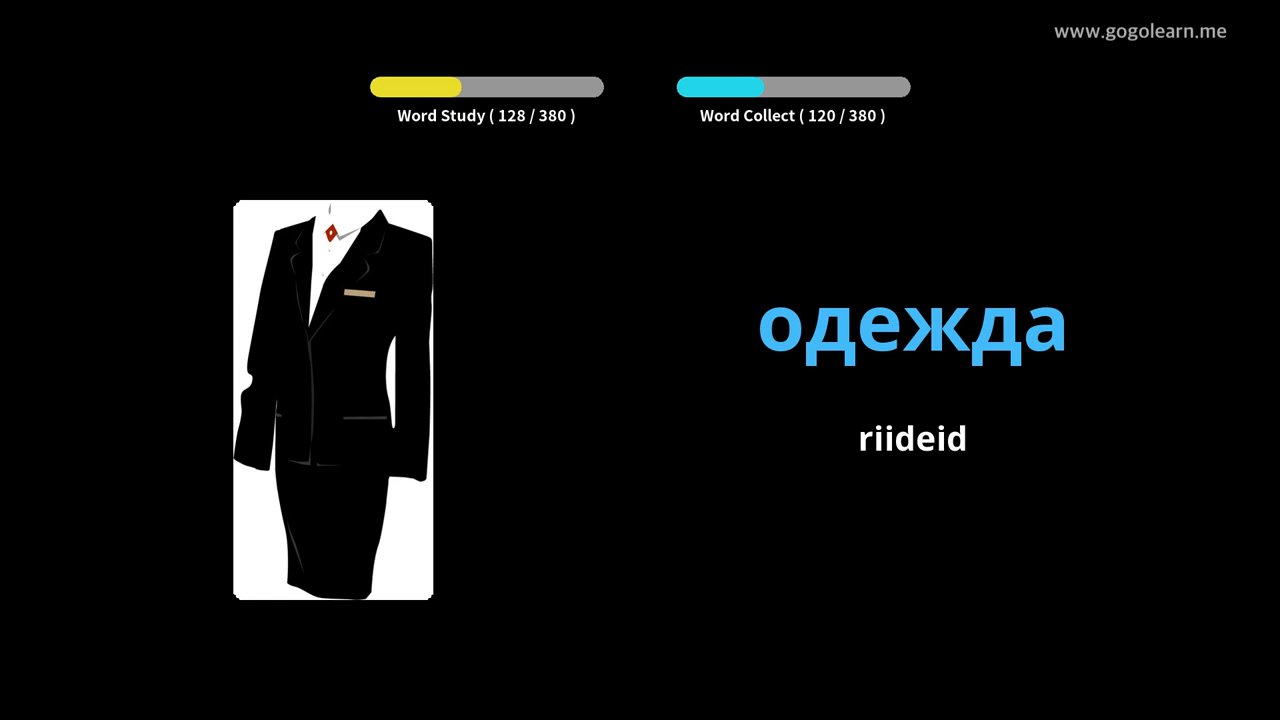 www.gogolearn.me
Word Study ( 128 / 380 )
Word Collect ( 120 / 380 )
одежда
riideid